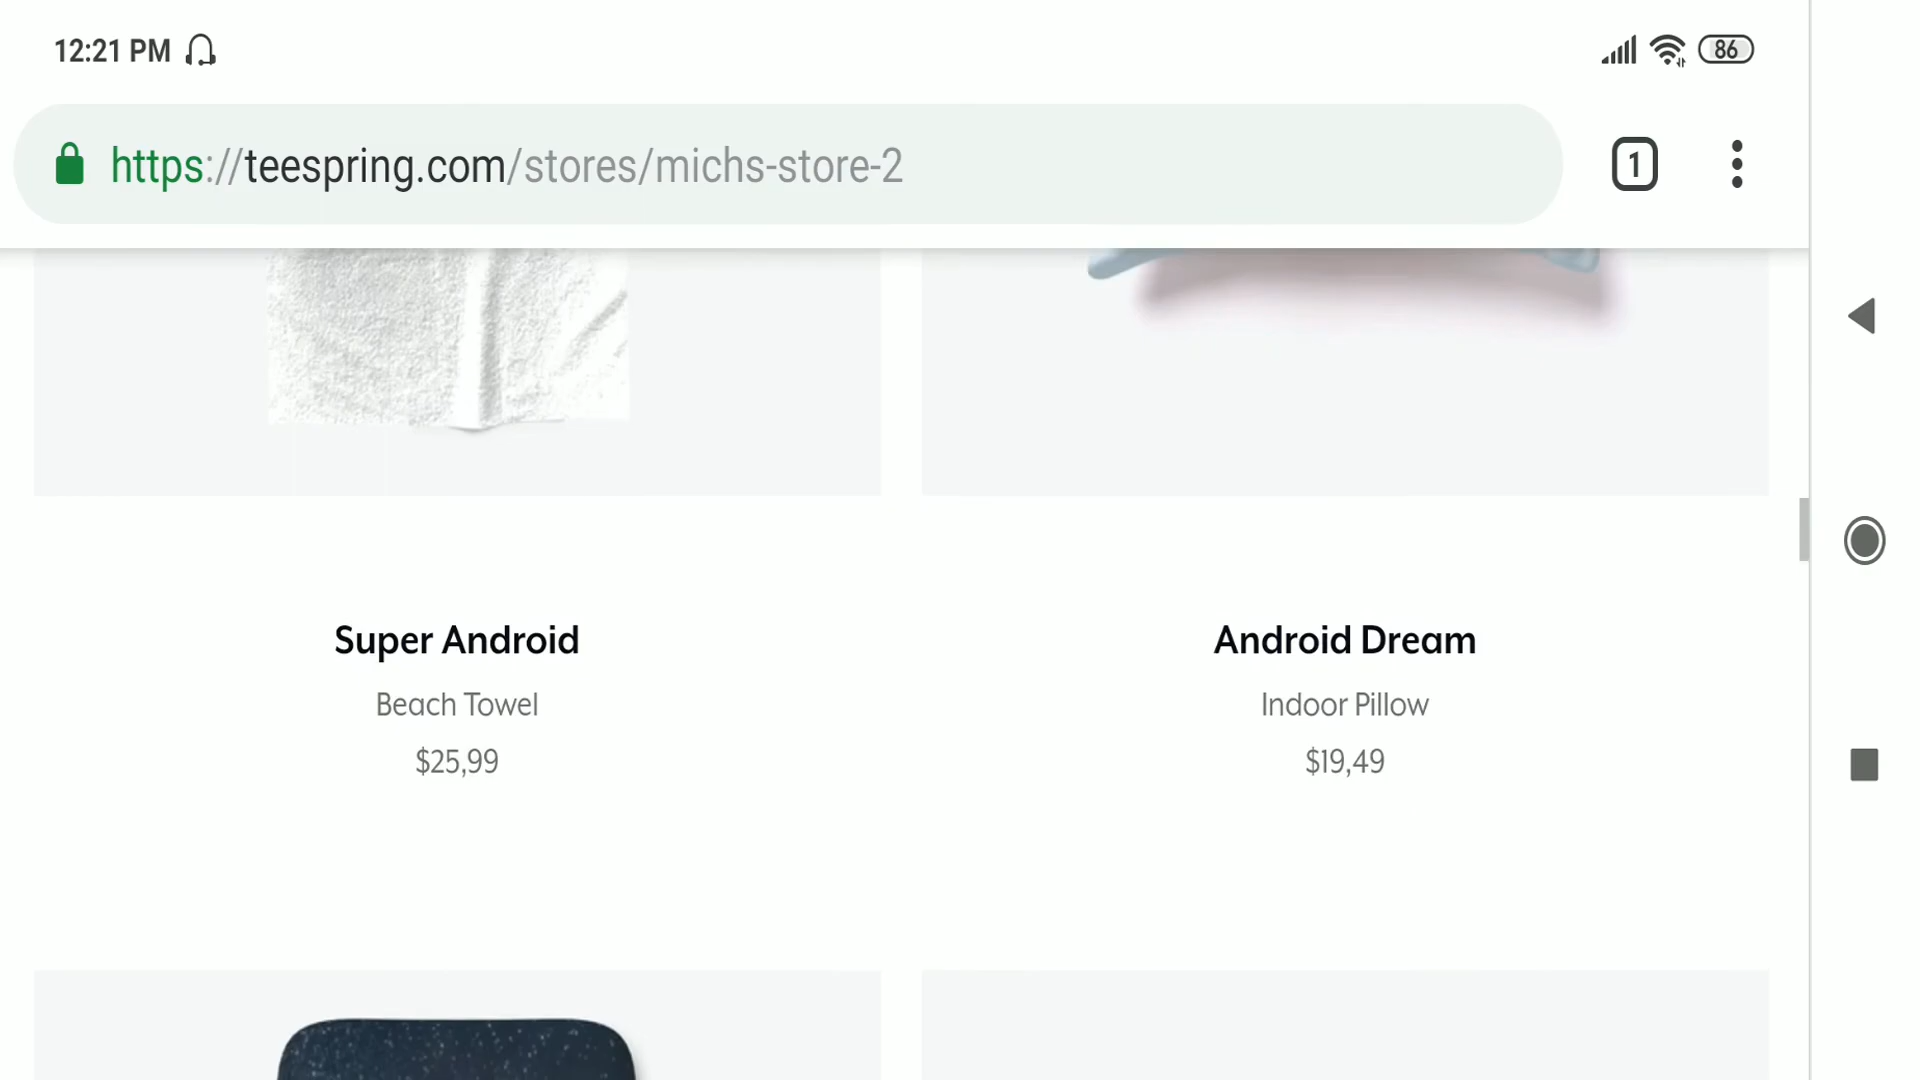 12:21 PM
86
https://teespring.com/stores/michs-store-2
1
Super Android
Android Dream
Beach Towel
Indoor Pillow
$25,99
$19,49